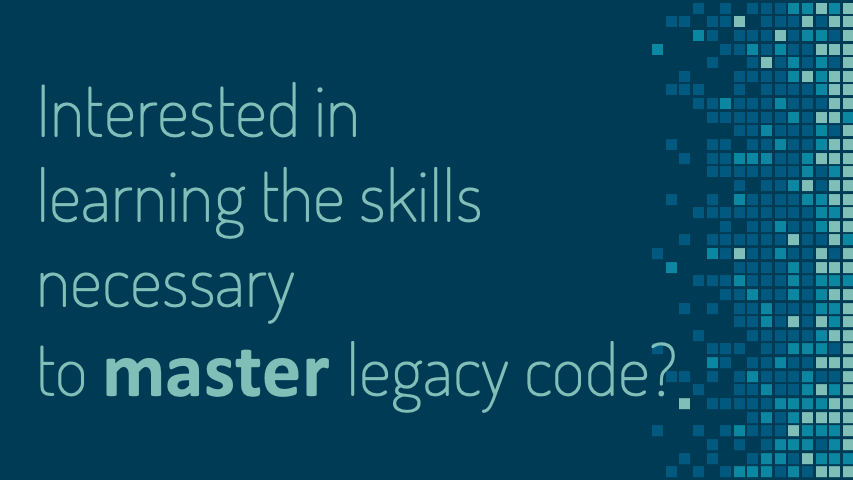 Interested in
learning the skills
necessary
to master legacy code?